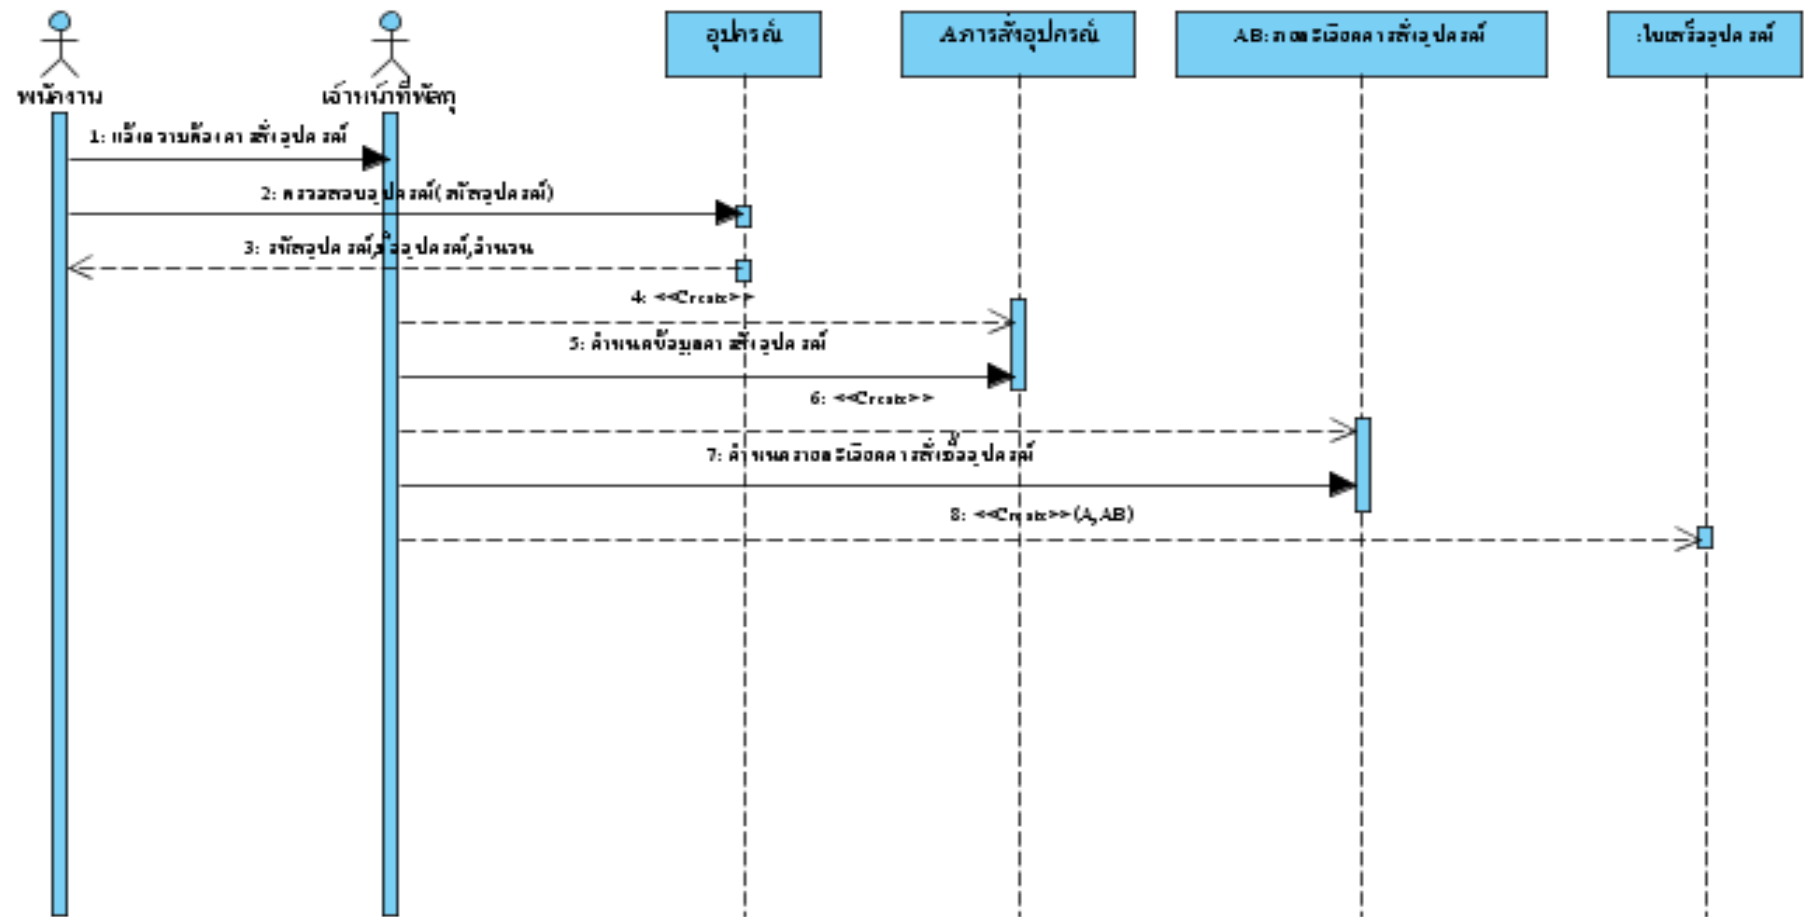 อุปกรณ์
A:การสั่งอุปกรณ์
AB:รายละเอียดการสั่งอุปกรณ์
:ใบเสร็จอุปกรณ์
พนักงาน
เจ้าหน้าที่พัสดุ
1: แจ้งความต้องการสั่งอุปกรณ์
2: ตรวจสอบอุปกรณ์(รหัสอุปกรณ์)
3: รหัสอุปกรณ์,ชื่ออุปกรณ์,จำนวน
4: <<Create>>
5: กำหนดข้อมูลการสั่งอุปกรณ์
6: <<Create>>
7: กำหนดรายละเอียดการสั่งซื้ออุปกรณ์
8: <<Create>>(A,AB)